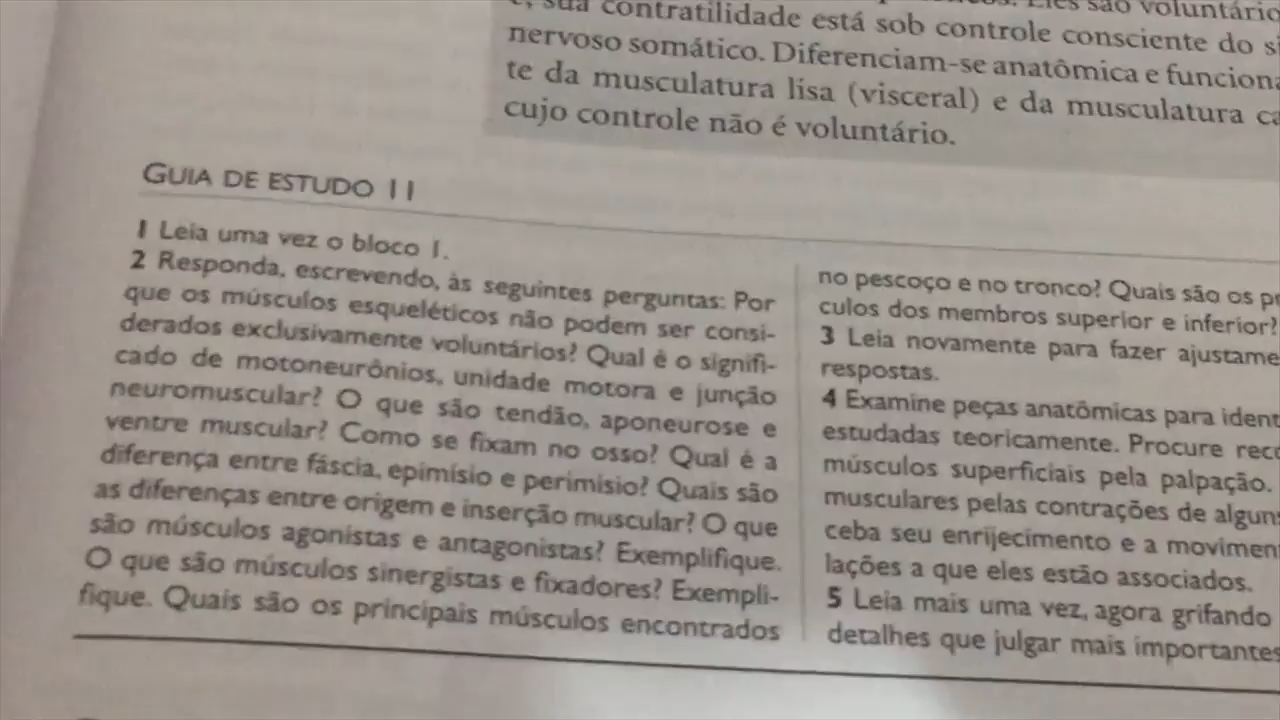 sua contratilidade está sob controle consciente do
nervoso somático. Diferenciam-se anatômica e
te da musculatura lisa (visceral) e da musculatura
cujo controle não é voluntário.
GUIA DE ESTUDO 11
1 Leia uma vez o bloco 1.
2 Responda, escrevendo, às seguintes perguntas: Por
que os músculos esqueléticos não podem ser consi-
derados exclusivamente voluntários? Qual é o signifi-
cado de motoneurônios, unidade motora e junção
neuromuscular? O que são tendão, aponeurose e
ventre muscular? Como se fixam no osso? Qual é a
diferença entre fáscia, epimísio e perimísio? Quais são
as diferenças entre origem e inserção muscular? O que
são músculos agonistas e antagonistas? Exemplifique.
O que são músculos sinergistas e fixadores? Exempli-
fique. Quais são os principais músculos encontrados
no pescoço e no tronco? Quais são os
culos dos membros superior e inferior?
3 Leia novamente para fazer
respostas.
4 Examine peças anatômicas para
estudadas teoricamente. Procure
músculos superficiais pela palpação.
musculares pelas contrações de
ceba seu enrijecimento e a
lações a que eles estão associados.
5 Leia mais uma vez, agora grifando
detalhes que julgar mais importantes